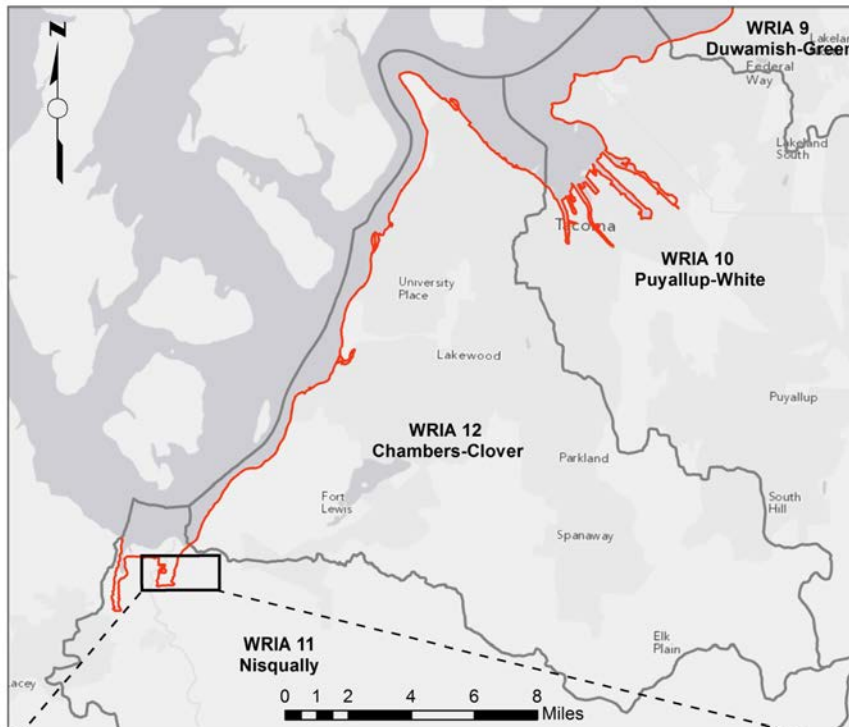 WRIA 9
Duwamish-Green
Federal
Way
Lakeland
South
N
Tacoma
WRIA 10
Puyallup-White
University
Place
Lakewood
Puyallup
WRIA 12
Chambers-Clover
Parkland
Fort
Lewis
South
Hill
Spanaway
Elk
Plain
WRIA 11
Nisqually
Lacey
0 1 2 4 6 8
Miles